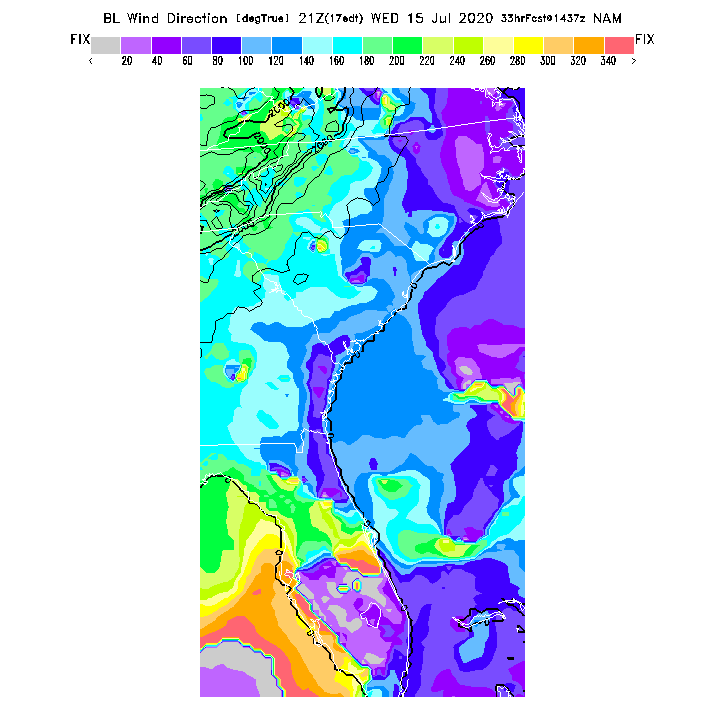 BL Wind Direction [degTrue] 21Z(17edt) WED 15 Jul 2020 33hrFcst@1437z NAM
FIX FIX
< 20 40 60 80 100 120 140 160 180 200 220 240 260 280 300 320 340 >